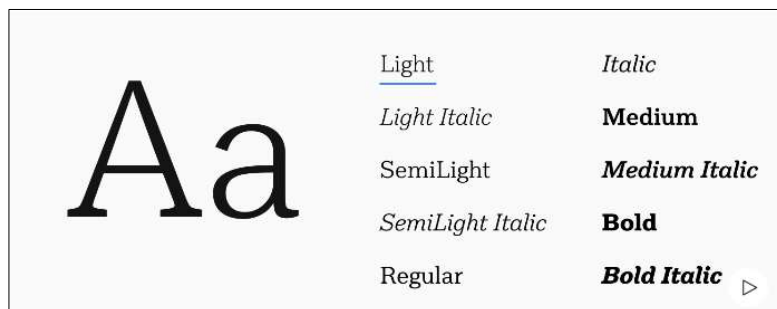 Aa
Light
Light Italic
SemiLight
SemiLight Italic
Regular
Italic
Medium
Medium Italic
Bold
Bold Italic